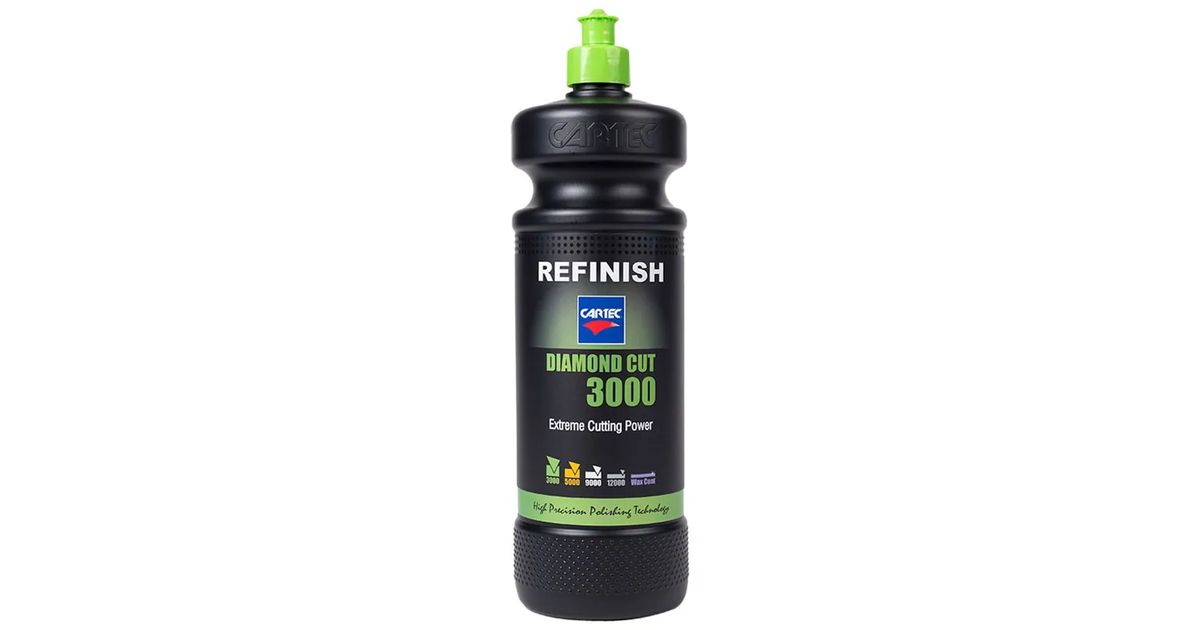 CARTEC
REFINISH
CARTEC
DIAMOND CUT
3000
Extreme Cutting Power
3000 5000 9000 12000 Wax Coat
High Precision Polishing Technology